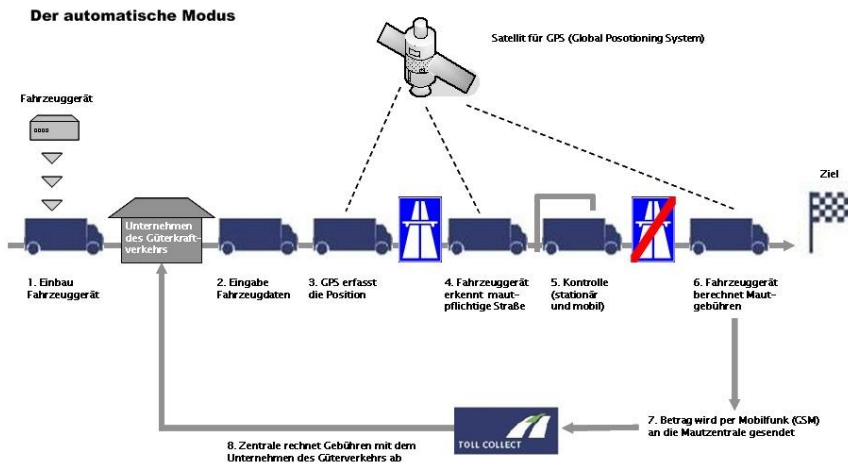 Der automatische Modus
Satellit für GPS (Global Posotioning System)
Fahrzeuggerät
Ziel
Unternehmen
des Güterkraft-
verkehrs
1. Einbau
Fahrzeuggerät
2. Eingabe
Fahrzeugdaten
3. GPS erfasst
die Position
4. Fahrzeuggerät
erkennt maut-
pflichtige Straße
5. Kontrolle
(stationär
und mobil)
6. Fahrzeuggerät
berechnet Maut-
gebühren
7. Betrag wird per Mobilfunk (GSM)
an die Mautzentrale gesendet
TOLL COLLECT
8. Zentrale rechnet Gebühren mit dem
Unternehmen des Güterverkehrs ab